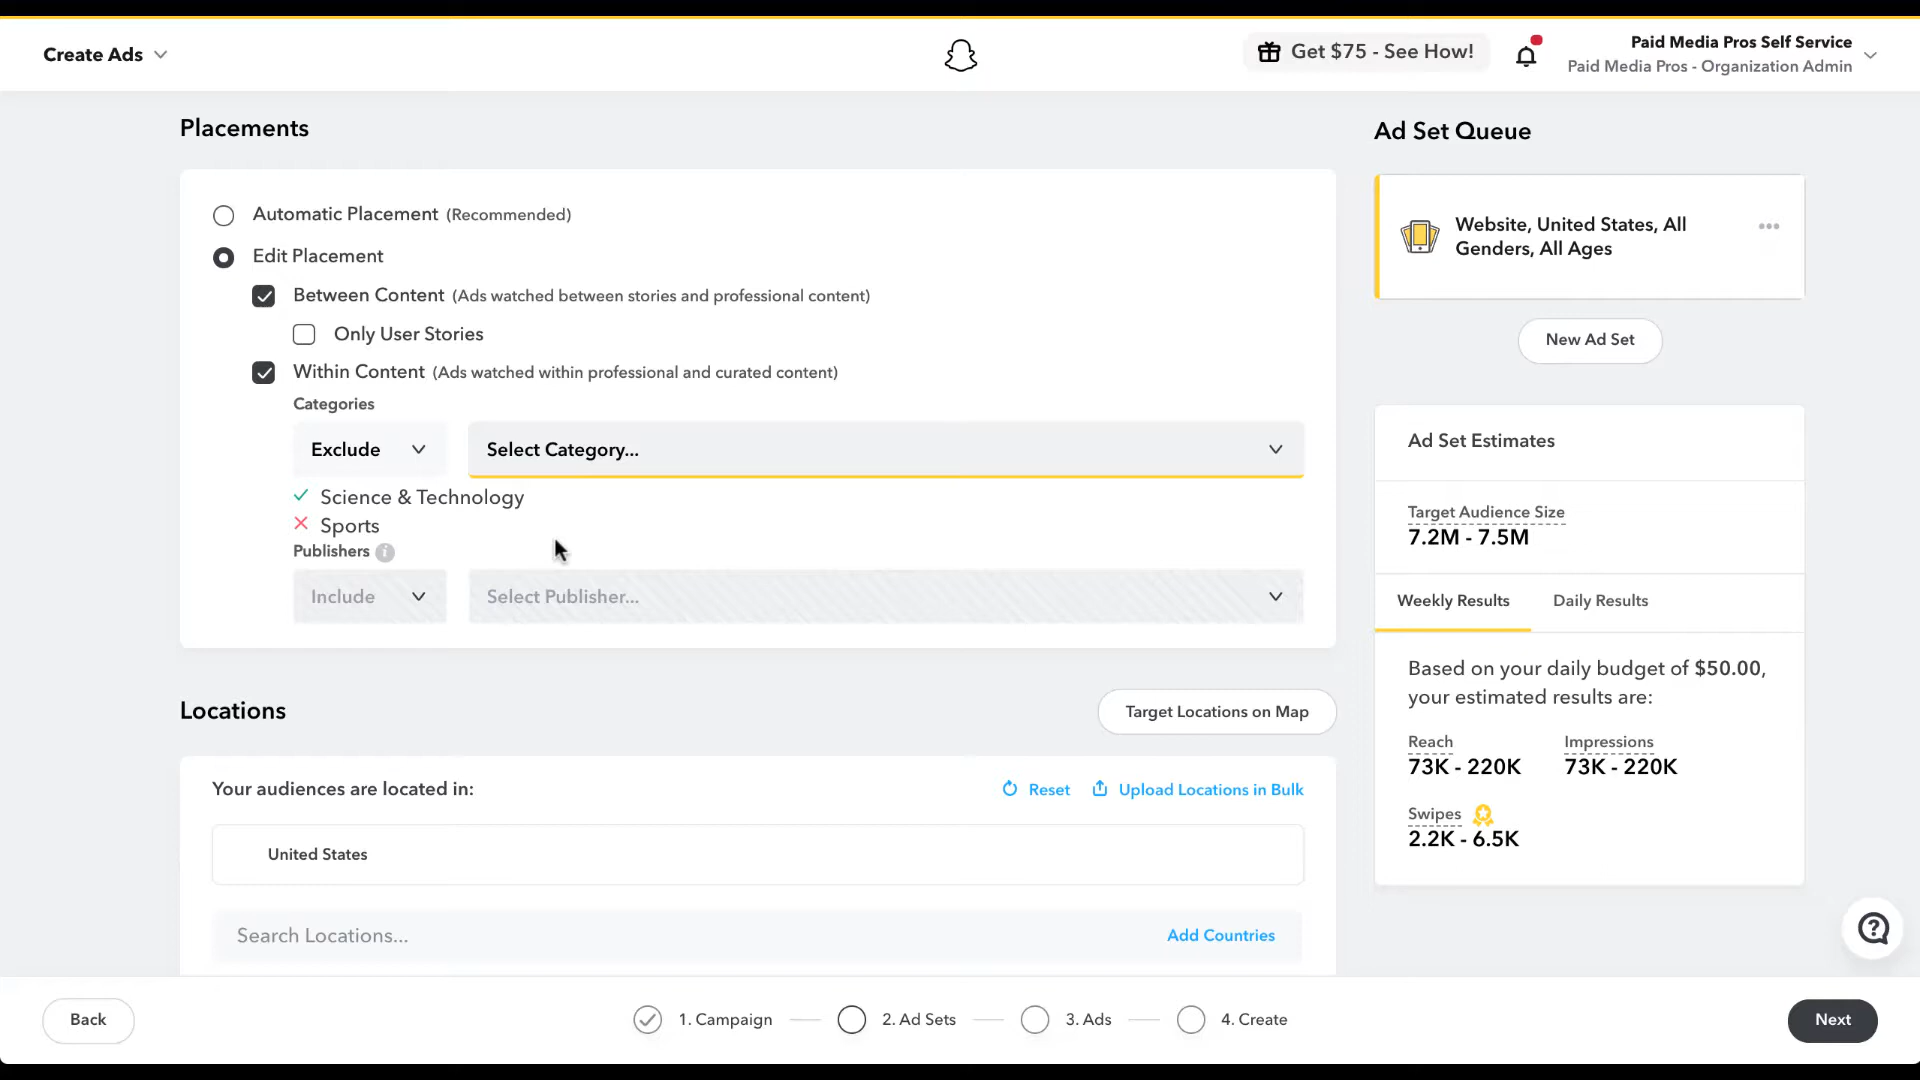 Create Ads
Get $75 - See How!
Paid Media Pros Self Service
Paid Media Pros - Organization Admin
Placements
Automatic Placement (Recommended)
Edit Placement
Between Content (Ads watched between stories and professional content)
Only User Stories
Within Content (Ads watched within professional and curated content)
Categories
Exclude
Select Category...
Science & Technology
Sports
Publishers
Include
Select Publisher...
Locations
Target Locations on Map
Your audiences are located in:
Reset
Upload Locations in Bulk
United States
Search Locations...
Add Countries
Ad Set Queue
Website, United States, All
Genders, All Ages
New Ad Set
Ad Set Estimates
Target Audience Size
7.2M - 7.5M
Weekly Results
Daily Results
Based on your daily budget of $50.00,
your estimated results are:
Reach
73K - 220K
Impressions
73K - 220K
Swipes
2.2K - 6.5K
Back
1. Campaign
2. Ad Sets
3. Ads
4. Create
Next